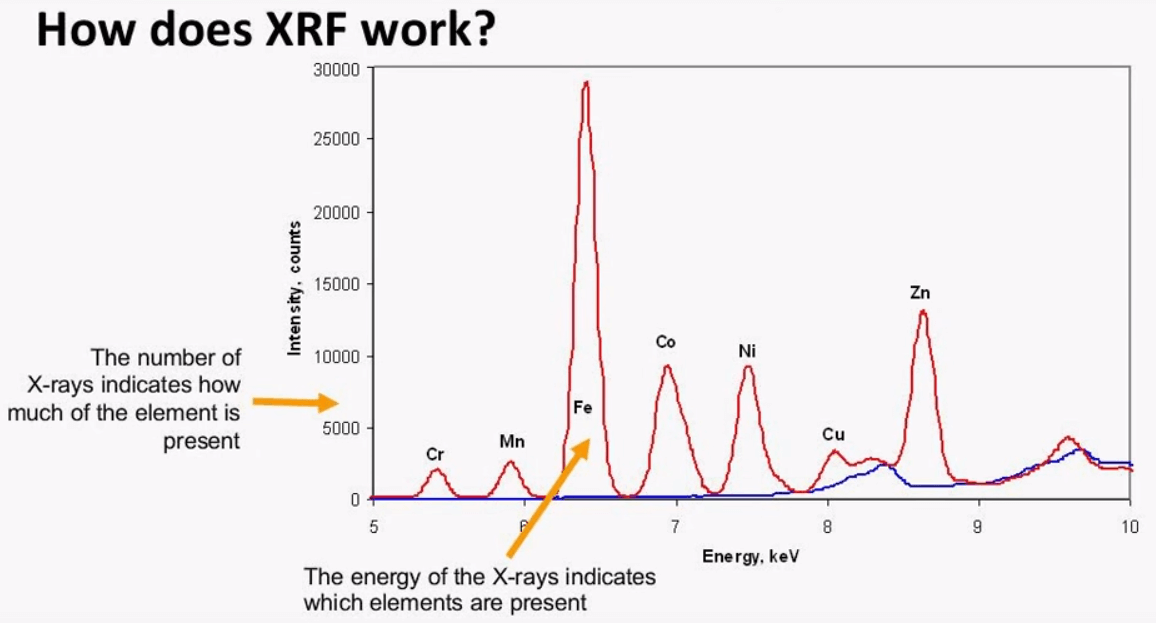 How does XRF work?
30000
25000
20000
15000
10000
5000
0
Intensity, counts
The number of
X-rays indicates how
much of the element is
present
Cr
Mn
Fe
Co
Ni
Cu
Zn
5
6
7
8
9
10
Energy, keV
The energy of the X-rays indicates
which elements are present